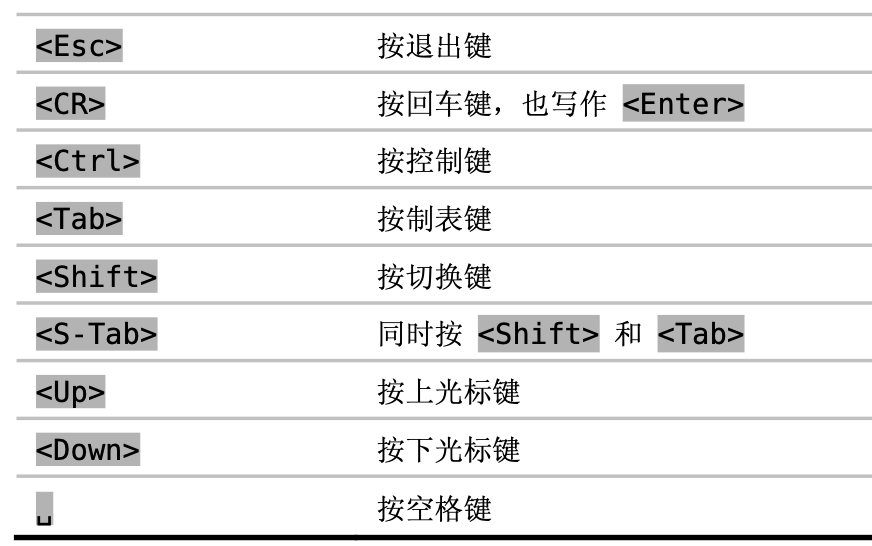 <Esc> 按退出键
<CR> 按回车键，也写作 <Enter>
<Ctrl> 按控制键
<Tab> 按制表键
<Shift> 按切换键
<S-Tab> 同时按 <Shift> 和 <Tab>
<Up> 按上光标键
<Down> 按下光标键
␣ 按空格键